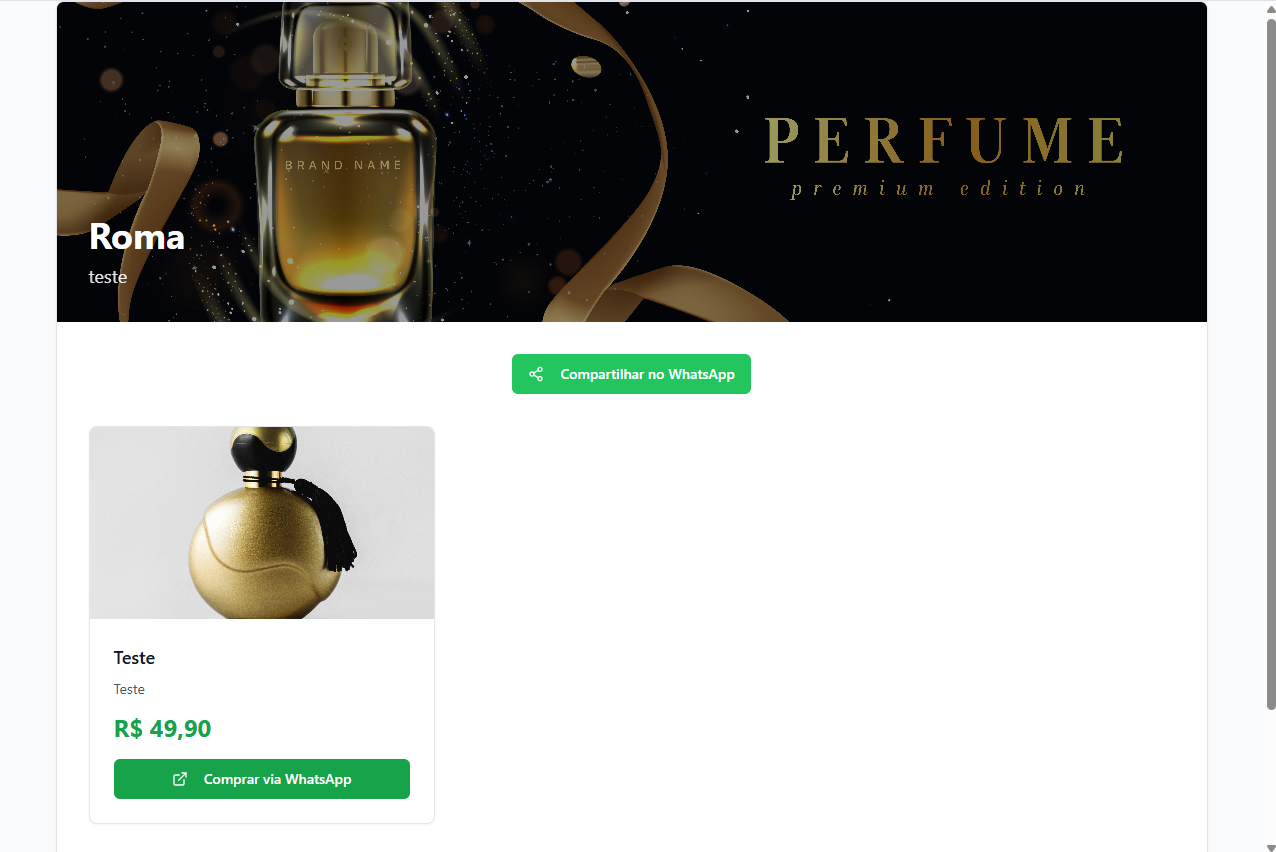 BRAND NAME
PERFUME
premium edition
Roma
teste
Compartilhar no WhatsApp
Teste
Teste
R$ 49,90
Comprar via WhatsApp